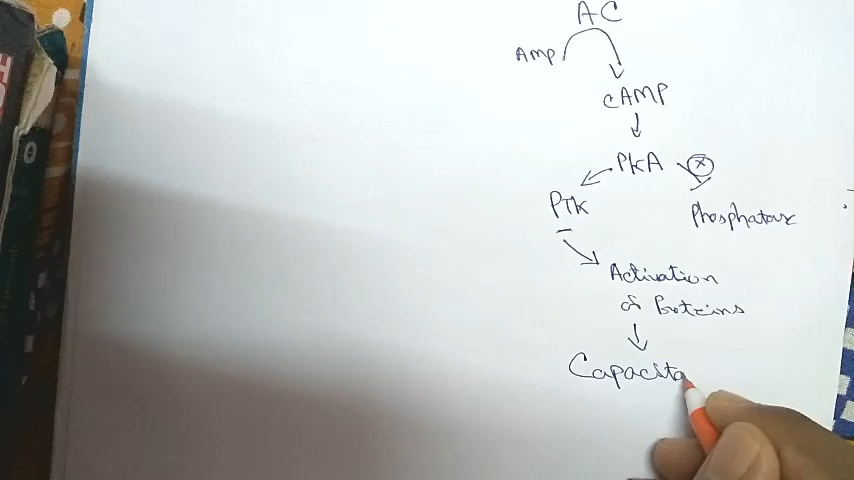 AC
Amp
cAMP
PKA
PTK
Phosphatase
Activation
of Proteins
Capacita